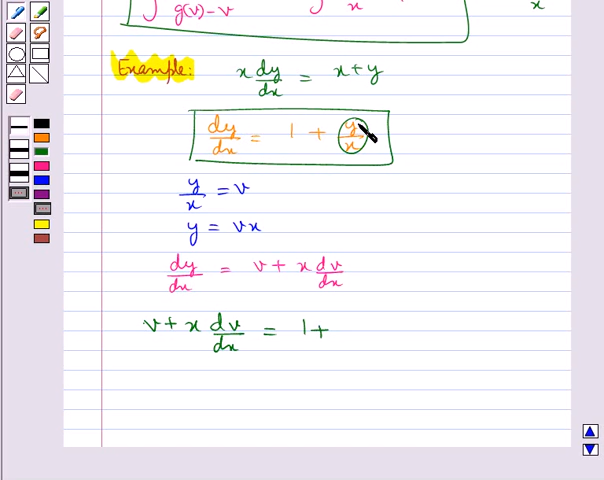 ∫ g(v) - v ∫ x x
Example: x dy/dx = x + y
dy/dx = 1 + y/x
y/x = v
y = vx
dy/dx = v + x dv/dx
v + x dv/dx = 1 +